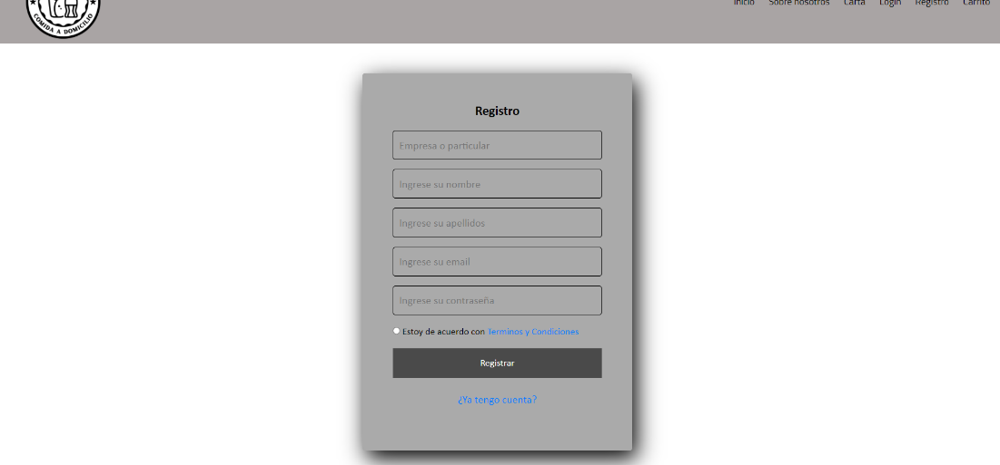 COMIDA A DOMICILIO
Inicio Sobre nosotros Carta Login Registro Carrito
Registro
Empresa o particular
Ingrese su nombre
Ingrese su apellidos
Ingrese su email
Ingrese su contraseña
Estoy de acuerdo con Terminos y Condiciones
Registrar
¿Ya tengo cuenta?